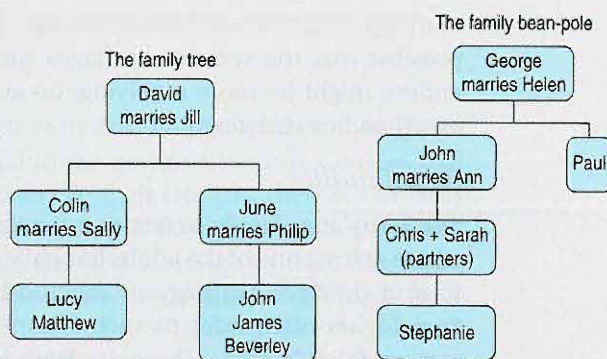 The family tree
David
marries Jill
Colin
marries Sally
June
marries Philip
Lucy
Matthew
John
James
Beverley
The family bean-pole
George
marries Helen
John
marries Ann
Paul
Chris + Sarah
(partners)
Stephanie